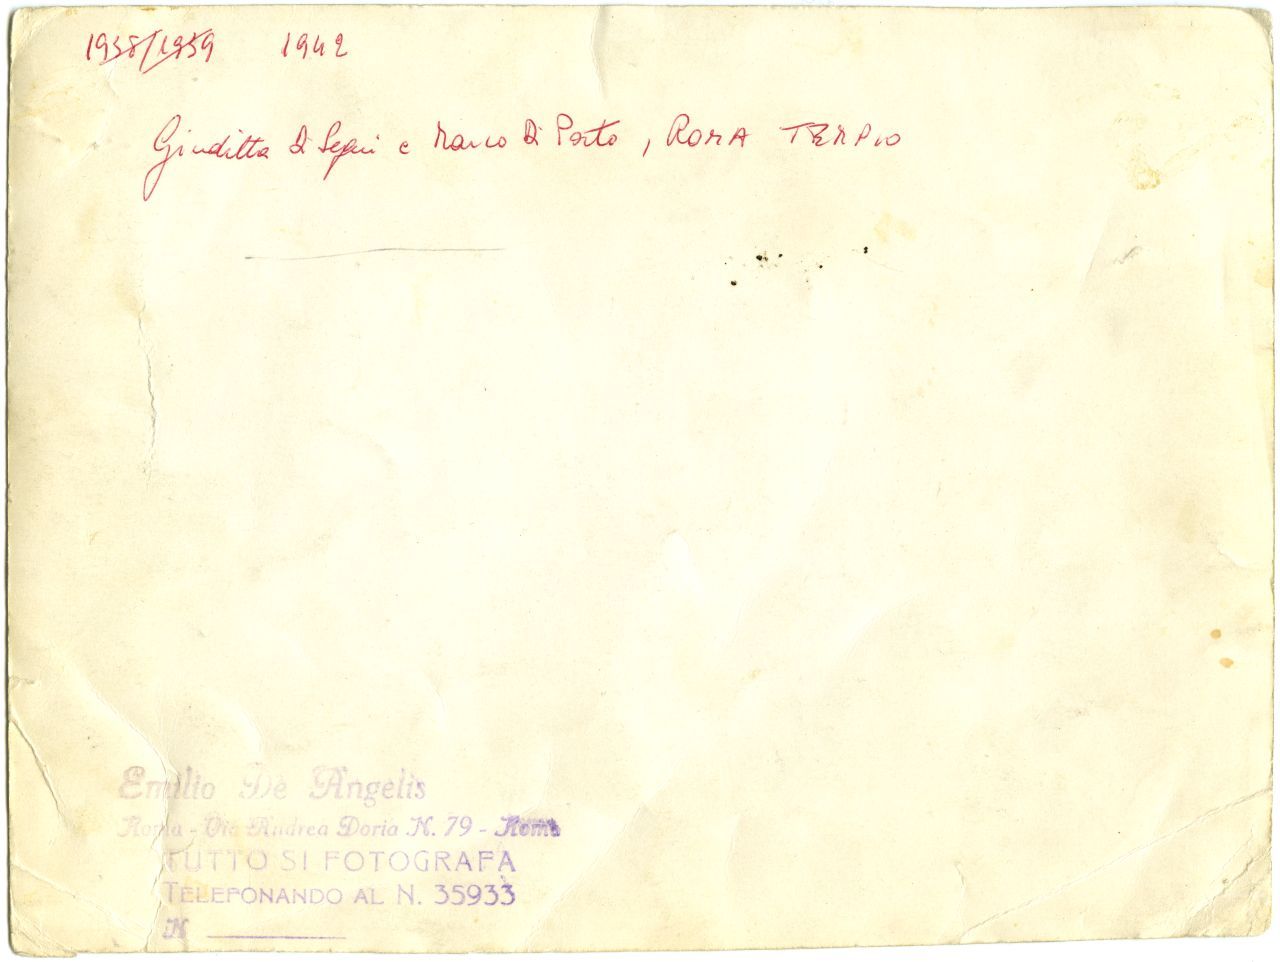 1938/1939 1942
Giuditta Di Segni e Marco Di Porto, ROMA TEMPIO
Emilio De Angelis
Roma - Via Andrea Doria N. 79 - Roma
TUTTO SI FOTOGRAFA
TELEFONANDO AL N. 35933
N